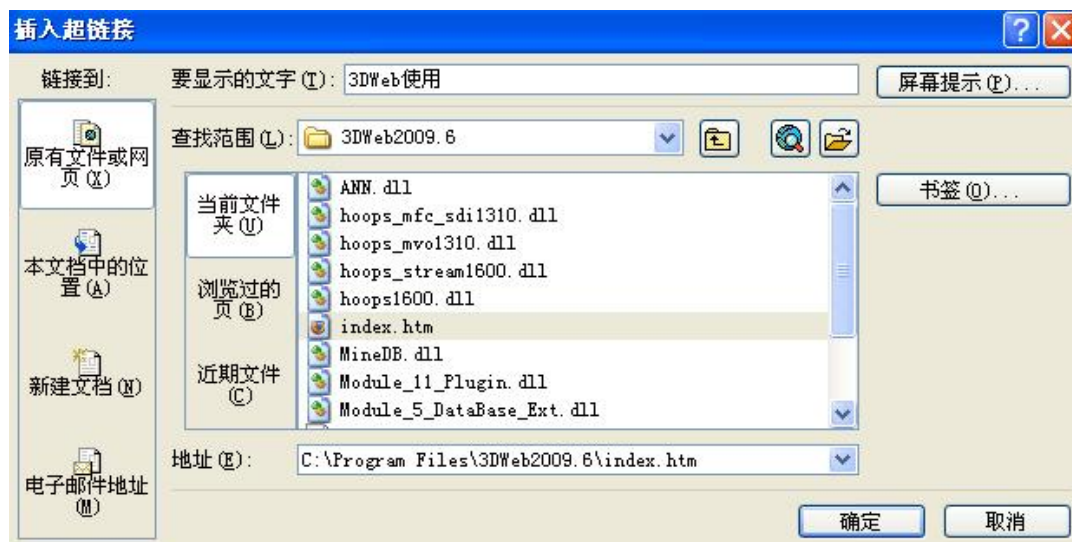 插入超链接
链接到:
要显示的文字(T): 3DWeb使用
屏幕提示(P)...
原有文件或网
页(X)
查找范围(L): 3DWeb2009.6
当前文件
夹(U)
浏览过的
页(B)
近期文件
(C)
ANN.dll
hoops_mfc_sdi1310.dll
hoops_mvo1310.dll
hoops_stream1600.dll
hoops1600.dll
index.htm
MineDB.dll
Module_11_Plugin.dll
Module_5_DataBase_Ext.dll
书签(O)...
本文档中的位
置(A)
新建文档(N)
电子邮件地址
(M)
地址(E): C:\Program Files\3DWeb2009.6\index.htm
确定
取消